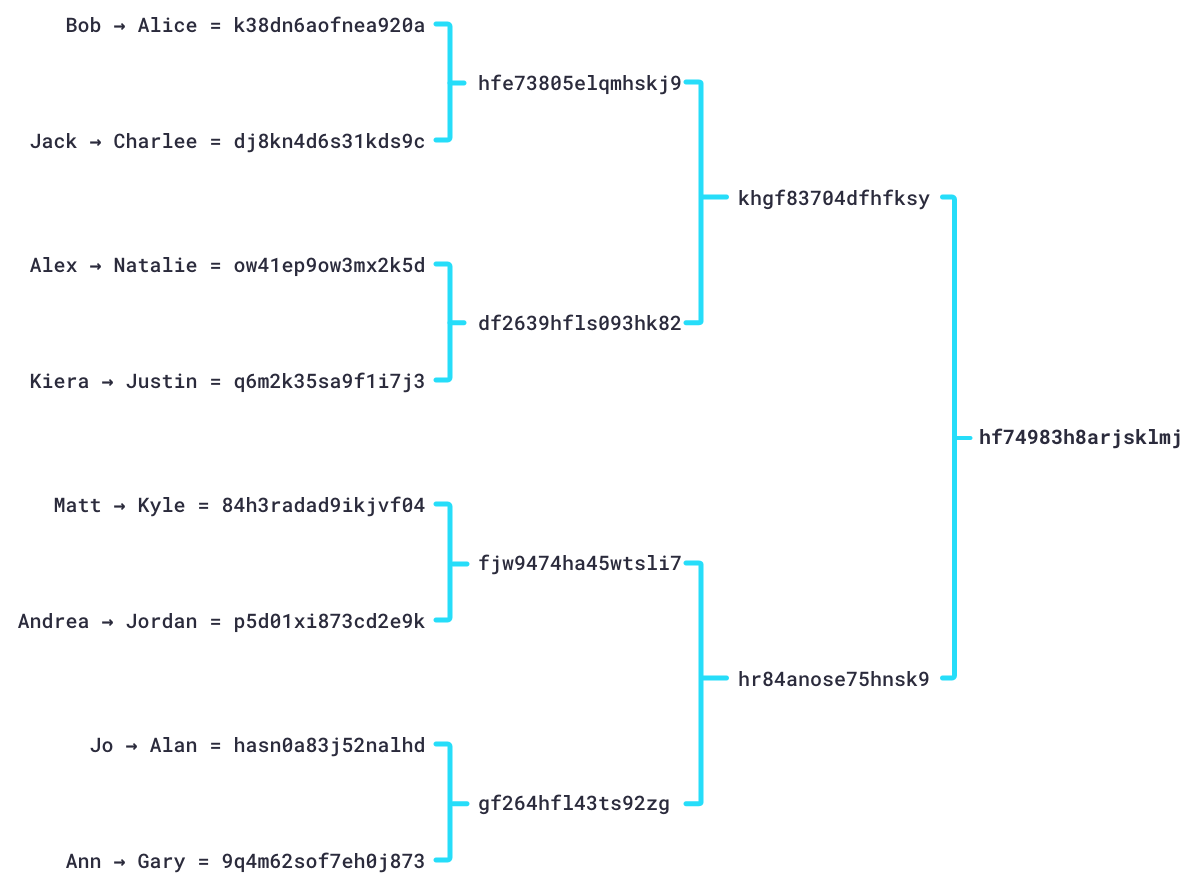 Bob → Alice = k38dn6aofnea920a
hfe73805elqmhskj9
Jack → Charlee = dj8kn4d6s31kds9c
khgf83704dfhfksy
Alex → Natalie = ow41ep9ow3mx2k5d
df2639hfls093hk82
Kiera → Justin = q6m2k35sa9f1i7j3
hf74983h8arjsklmj
Matt → Kyle = 84h3radad9ikjvf04
fjw9474ha45wtsli7
Andrea → Jordan = p5d01xi873cd2e9k
hr84anose75hnsk9
Jo → Alan = hasn0a83j52nalhd
gf264hfl43ts92zg
Ann → Gary = 9q4m62sof7eh0j873